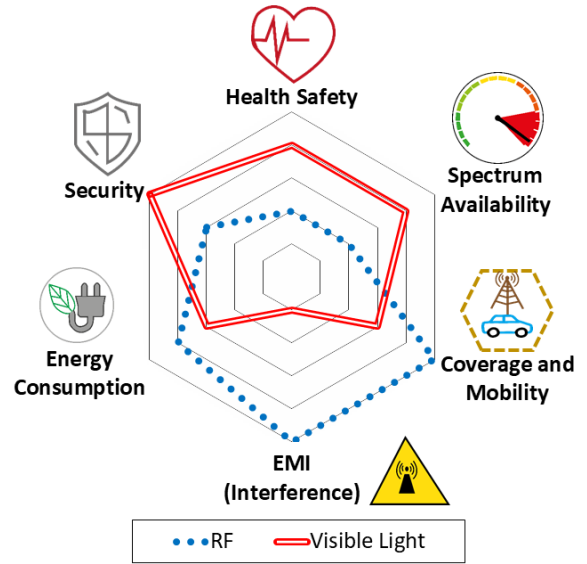 Health Safety
Security
Spectrum
Availability
Energy
Consumption
Coverage and
Mobility
EMI
(Interference)
RF
Visible Light